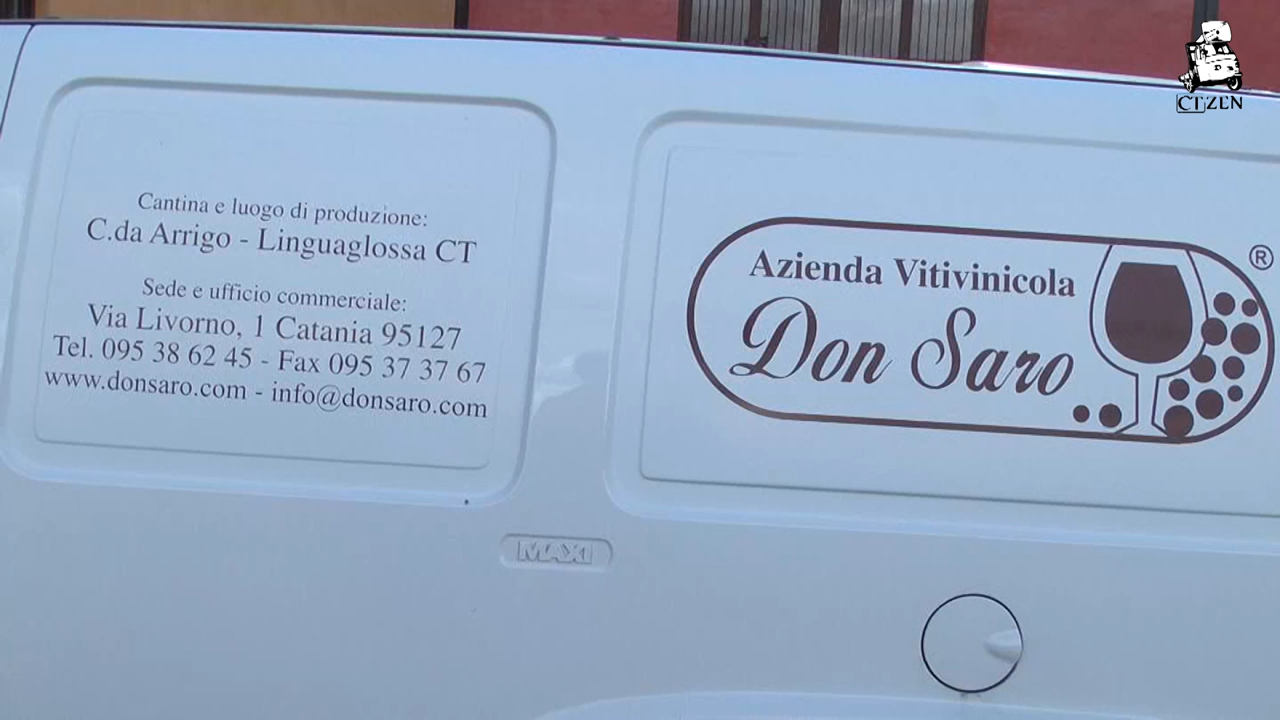 Cantina e luogo di produzione:
C.da Arrigo - Linguaglossa CT
Sede e ufficio commerciale:
Via Livorno, 1 Catania 95127
Tel. 095 38 62 45 - Fax 095 37 37 67
www.donsaro.com - info@donsaro.com
Azienda Vitivinicola
Don Saro
®
MAXI
CTZEN